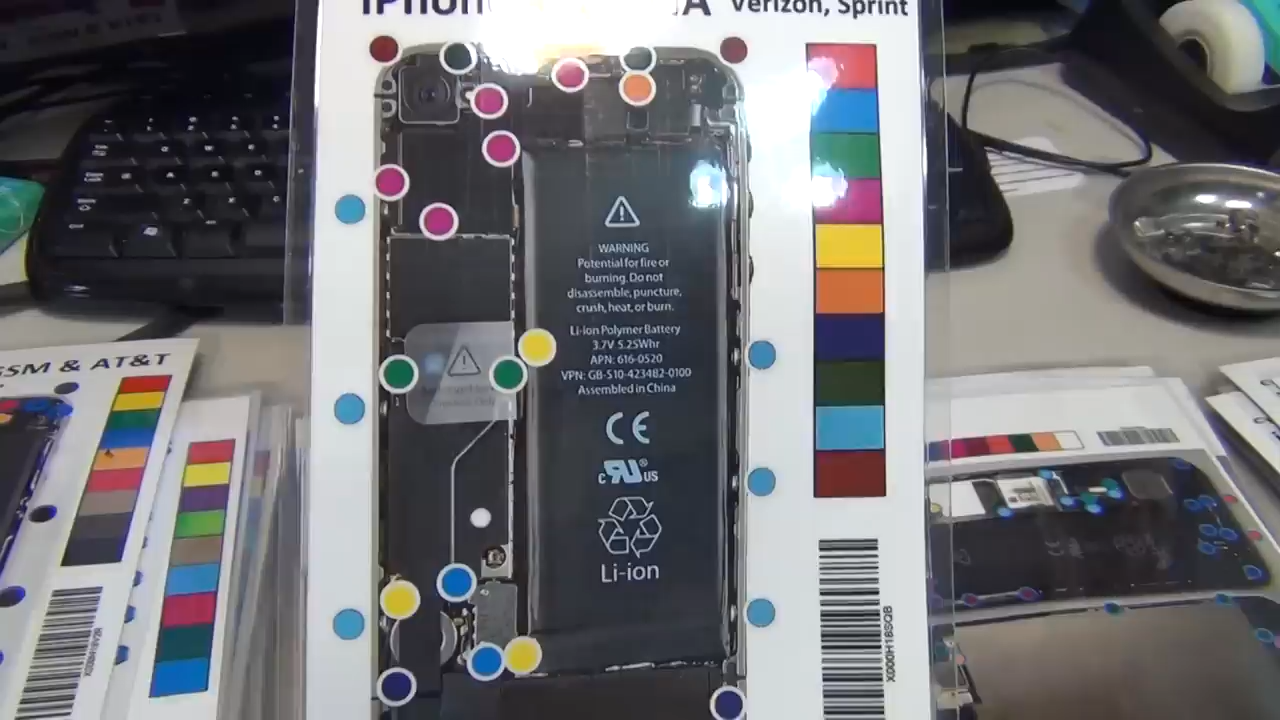 Verizon, Sprint
WARNING
Potential for fire or
burning. Do not
disassemble, puncture,
crush, heat, or burn.
Li-ion Polymer Battery
3.7V 5.25Whr
APN: 616-0520
VPN: GB-S10-423482-0100
Assembled in China
CE
c RU ® US
Li-ion
X000H18SQB
GSM & AT&T